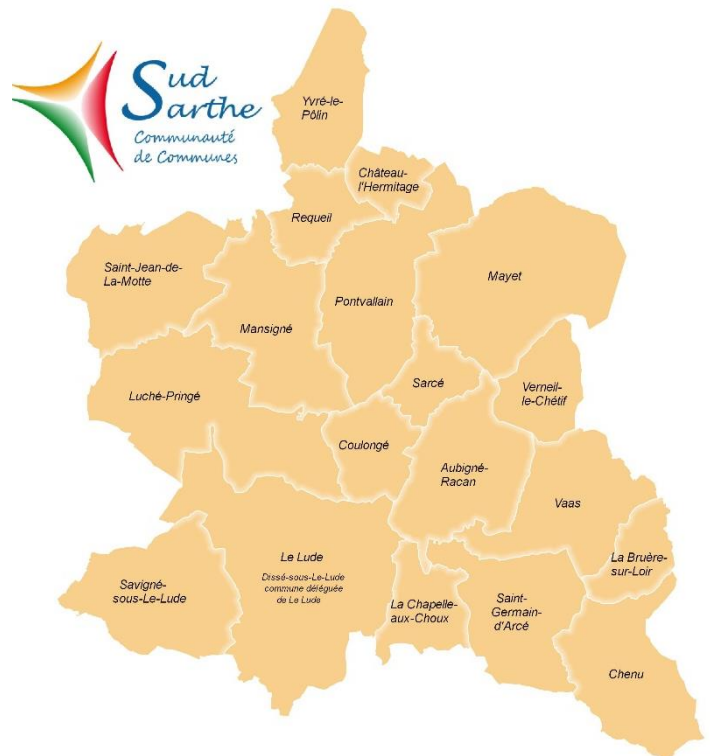 Sud
Sarthe
Communauté
de Communes
Yvré-le-
Pôlin
Château-
l'Hermitage
Requeil
Saint-Jean-de-
La-Motte
Mayet
Pontvallain
Mansigné
Sarcé
Verneil-
le-Chétif
Luché-Pringé
Coulongé
Aubigné-
Racan
Vaas
Le Lude
Dissé-sous-Le-Lude
commune déléguée
de Le Lude
La Bruère-
sur-Loir
Savigné-
sous-Le-Lude
La Chapelle-
aux-Choux
Saint-
Germain-
d'Arcé
Chenu